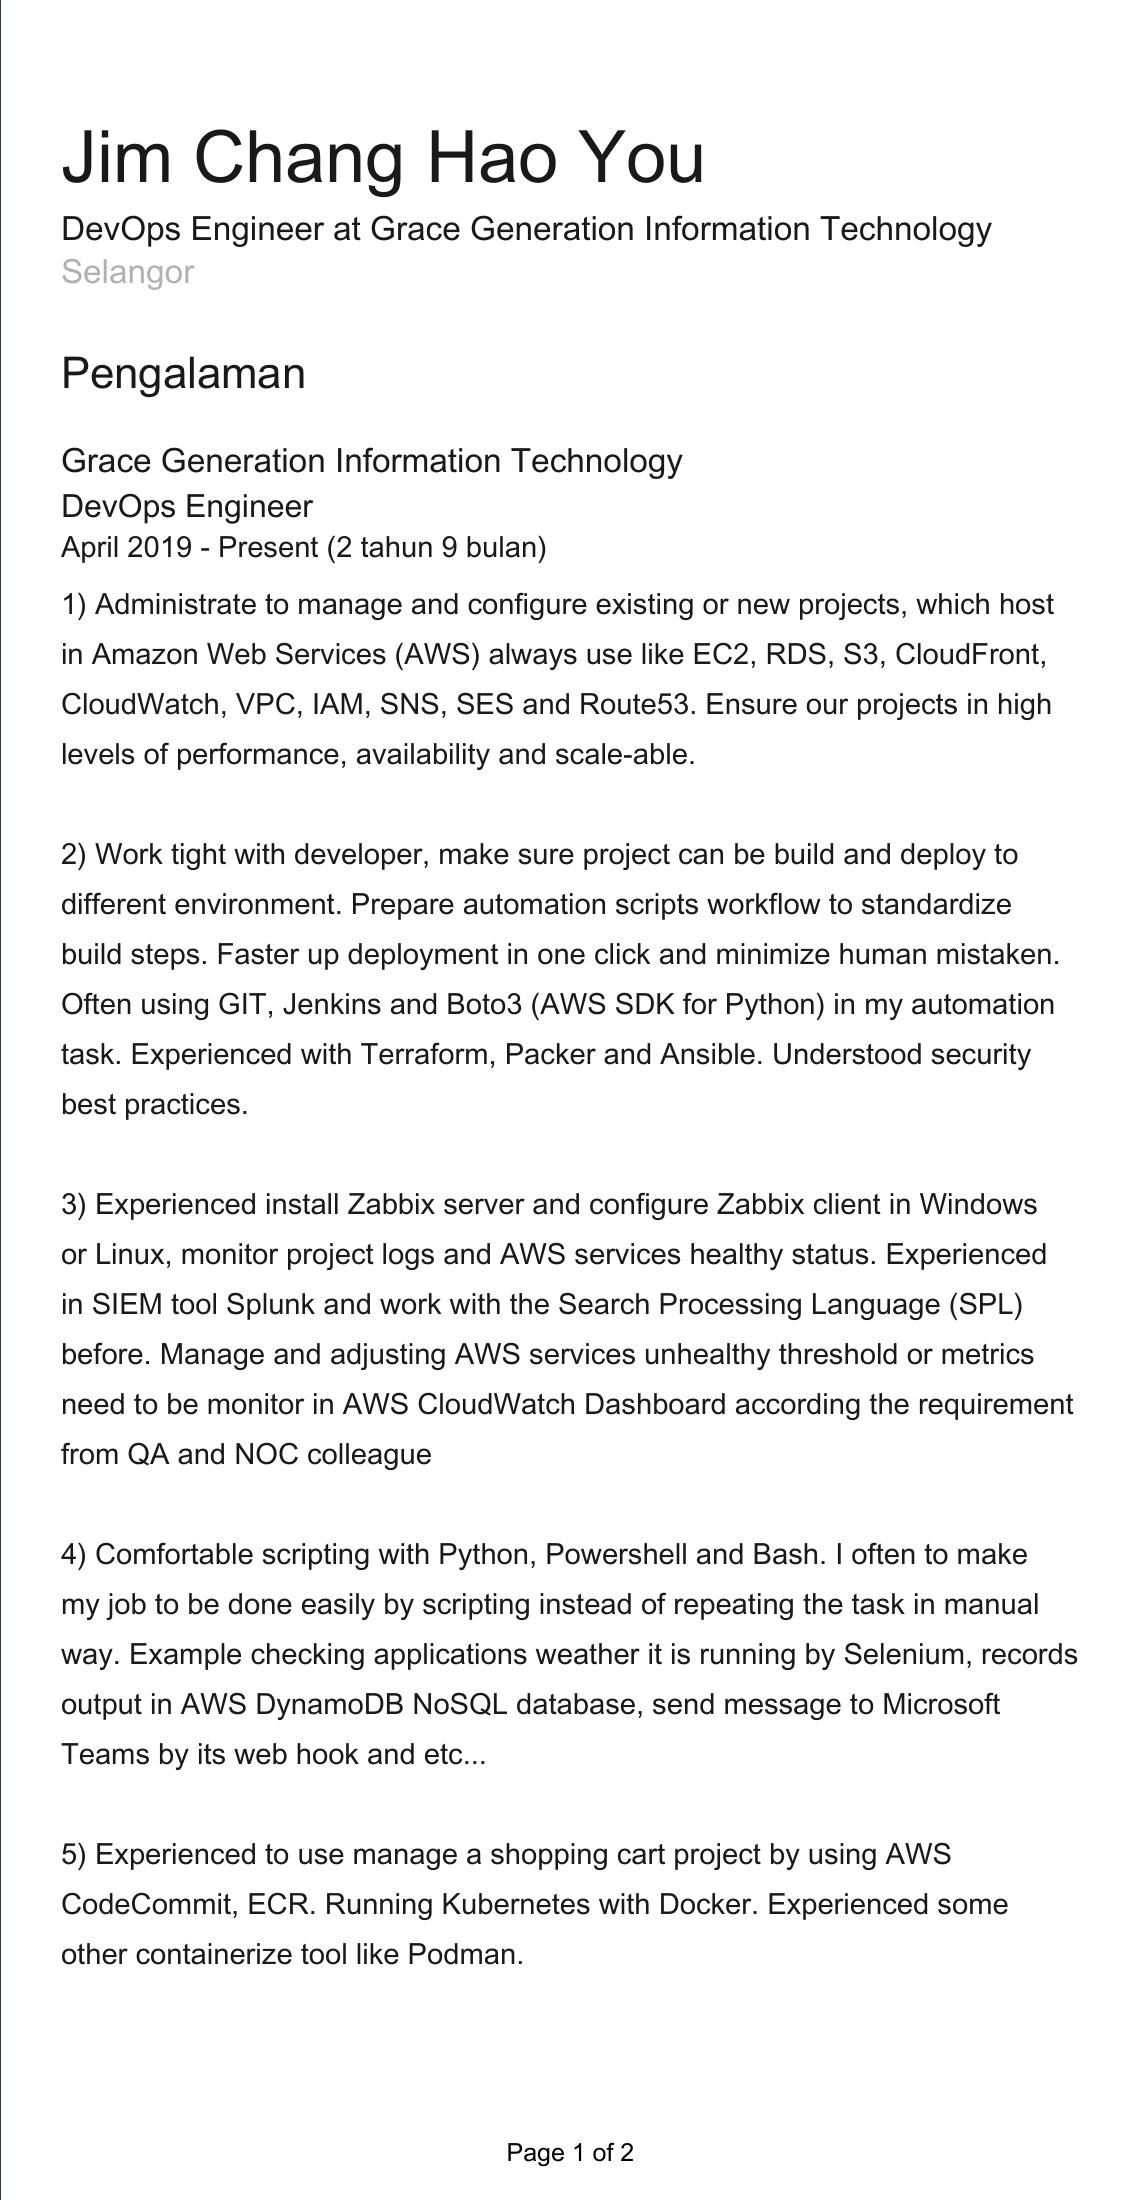 Jim Chang Hao You
DevOps Engineer at Grace Generation Information Technology
Selangor
Pengalaman
Grace Generation Information Technology
DevOps Engineer
April 2019 - Present (2 tahun 9 bulan)
1) Administrate to manage and configure existing or new projects, which host
in Amazon Web Services (AWS) always use like EC2, RDS, S3, CloudFront,
CloudWatch, VPC, IAM, SNS, SES and Route53. Ensure our projects in high
levels of performance, availability and scale-able.
2) Work tight with developer, make sure project can be build and deploy to
different environment. Prepare automation scripts workflow to standardize
build steps. Faster up deployment in one click and minimize human mistaken.
Often using GIT, Jenkins and Boto3 (AWS SDK for Python) in my automation
task. Experienced with Terraform, Packer and Ansible. Understood security
best practices.
3) Experienced install Zabbix server and configure Zabbix client in Windows
or Linux, monitor project logs and AWS services healthy status. Experienced
in SIEM tool Splunk and work with the Search Processing Language (SPL)
before. Manage and adjusting AWS services unhealthy threshold or metrics
need to be monitor in AWS CloudWatch Dashboard according the requirement
from QA and NOC colleague
4) Comfortable scripting with Python, Powershell and Bash. I often to make
my job to be done easily by scripting instead of repeating the task in manual
way. Example checking applications weather it is running by Selenium, records
output in AWS DynamoDB NoSQL database, send message to Microsoft
Teams by its web hook and etc...
5) Experienced to use manage a shopping cart project by using AWS
CodeCommit, ECR. Running Kubernetes with Docker. Experienced some
other containerize tool like Podman.
Page 1 of 2